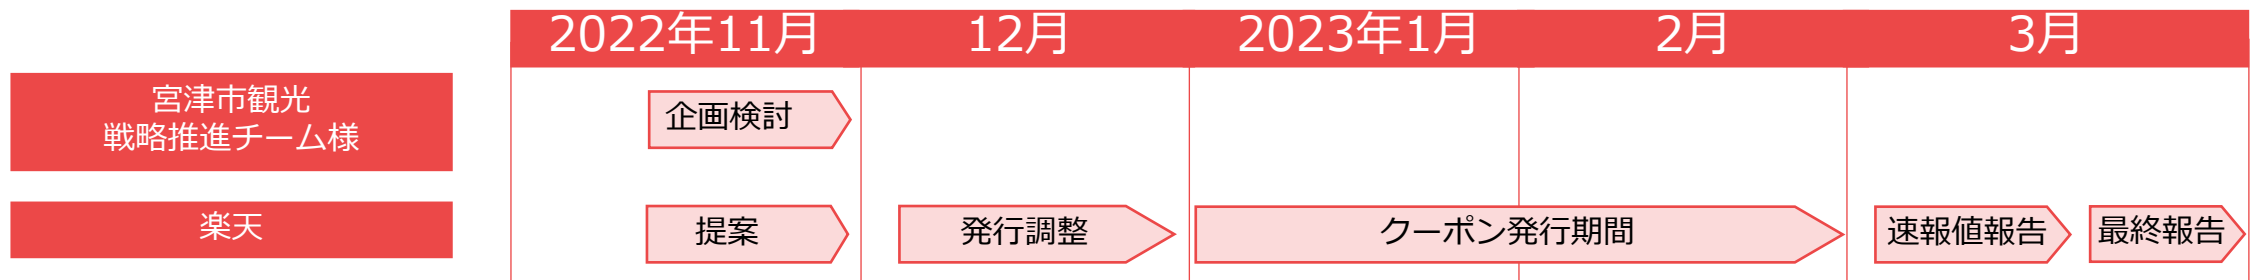 2022年11月
12月
2023年1月
2月
3月
宮津市観光
戦略推進チーム様
企画検討
楽天
提案
発行調整
クーポン発行期間
速報値報告
最終報告